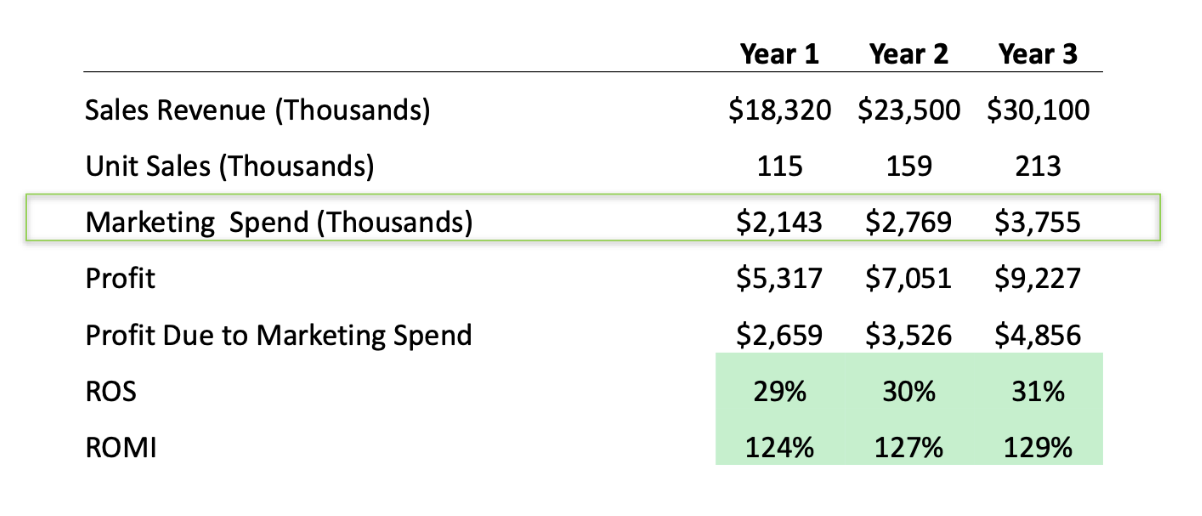 Year 1 Year 2 Year 3
Sales Revenue (Thousands) $18,320 $23,500 $30,100
Unit Sales (Thousands) 115 159 213
Marketing  Spend (Thousands) $2,143 $2,769 $3,755
Profit $5,317 $7,051 $9,227
Profit Due to Marketing Spend $2,659 $3,526 $4,856
ROS 29% 30% 31%
ROMI 124% 127% 129%